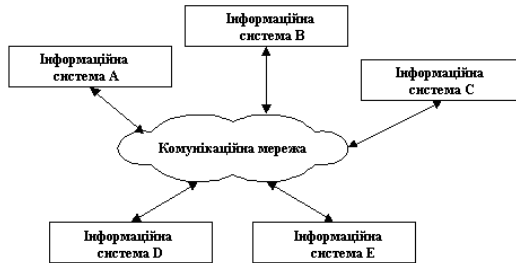 Інформаційна
система B
Інформаційна
система A
Інформаційна
система C
Комунікаційна мережа
Інформаційна
система D
Інформаційна
система E